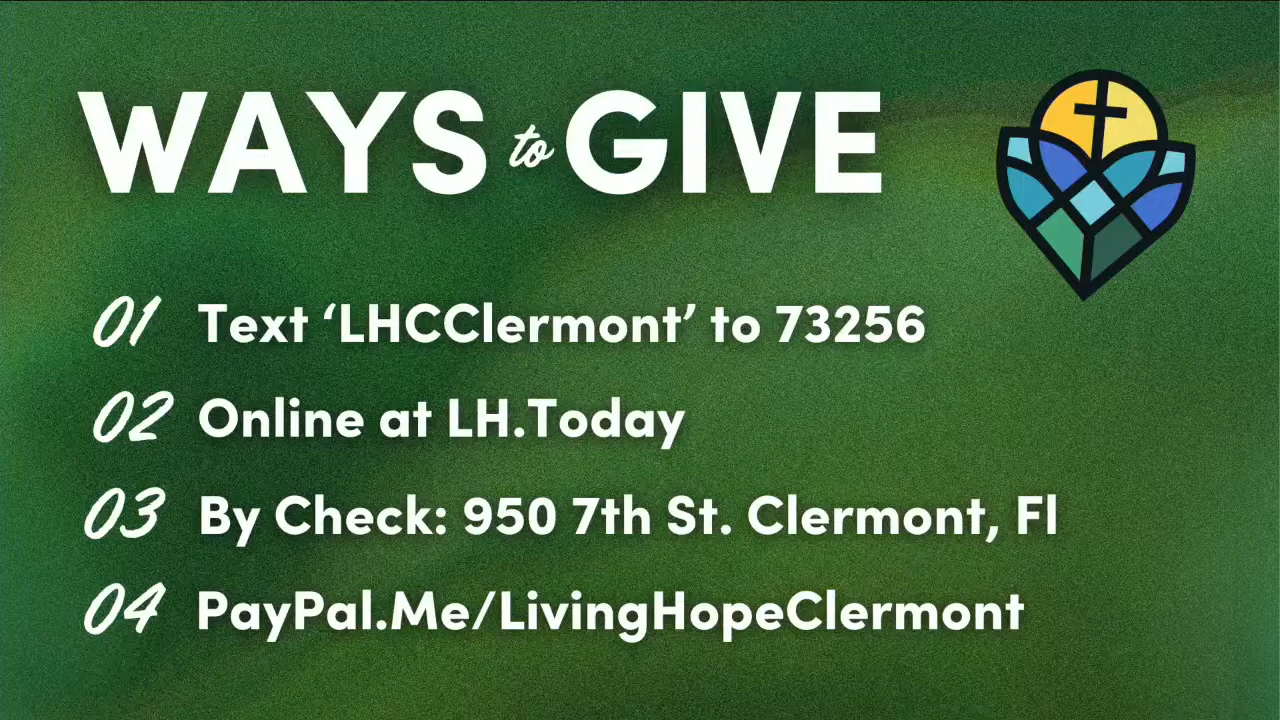 WAYS to GIVE
01 Text ‘LHCClermont’ to 73256
02 Online at LH.Today
03 By Check: 950 7th St. Clermont, Fl
04 PayPal.Me/LivingHopeClermont